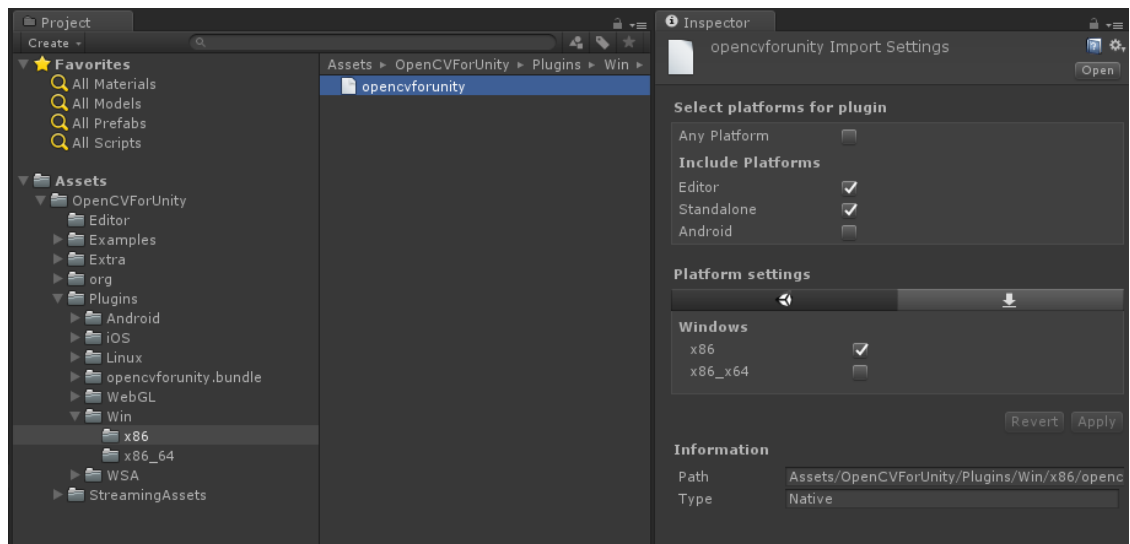 Project
Create
Favorites
All Materials
All Models
All Prefabs
All Scripts
Assets
OpenCVForUnity
Editor
Examples
Extra
org
Plugins
Android
iOS
Linux
opencvforunity.bundle
WebGL
Win
x86
x86_64
WSA
StreamingAssets
Assets ▸ OpenCVForUnity ▸ Plugins ▸ Win ▸
opencvforunity
Inspector
opencvforunity Import Settings
Open
Select platforms for plugin
Any Platform
Include Platforms
Editor
Standalone
Android
Platform settings
Windows
x86
x86_x64
Revert Apply
Information
Path Assets/OpenCVForUnity/Plugins/Win/x86/openc
Type Native